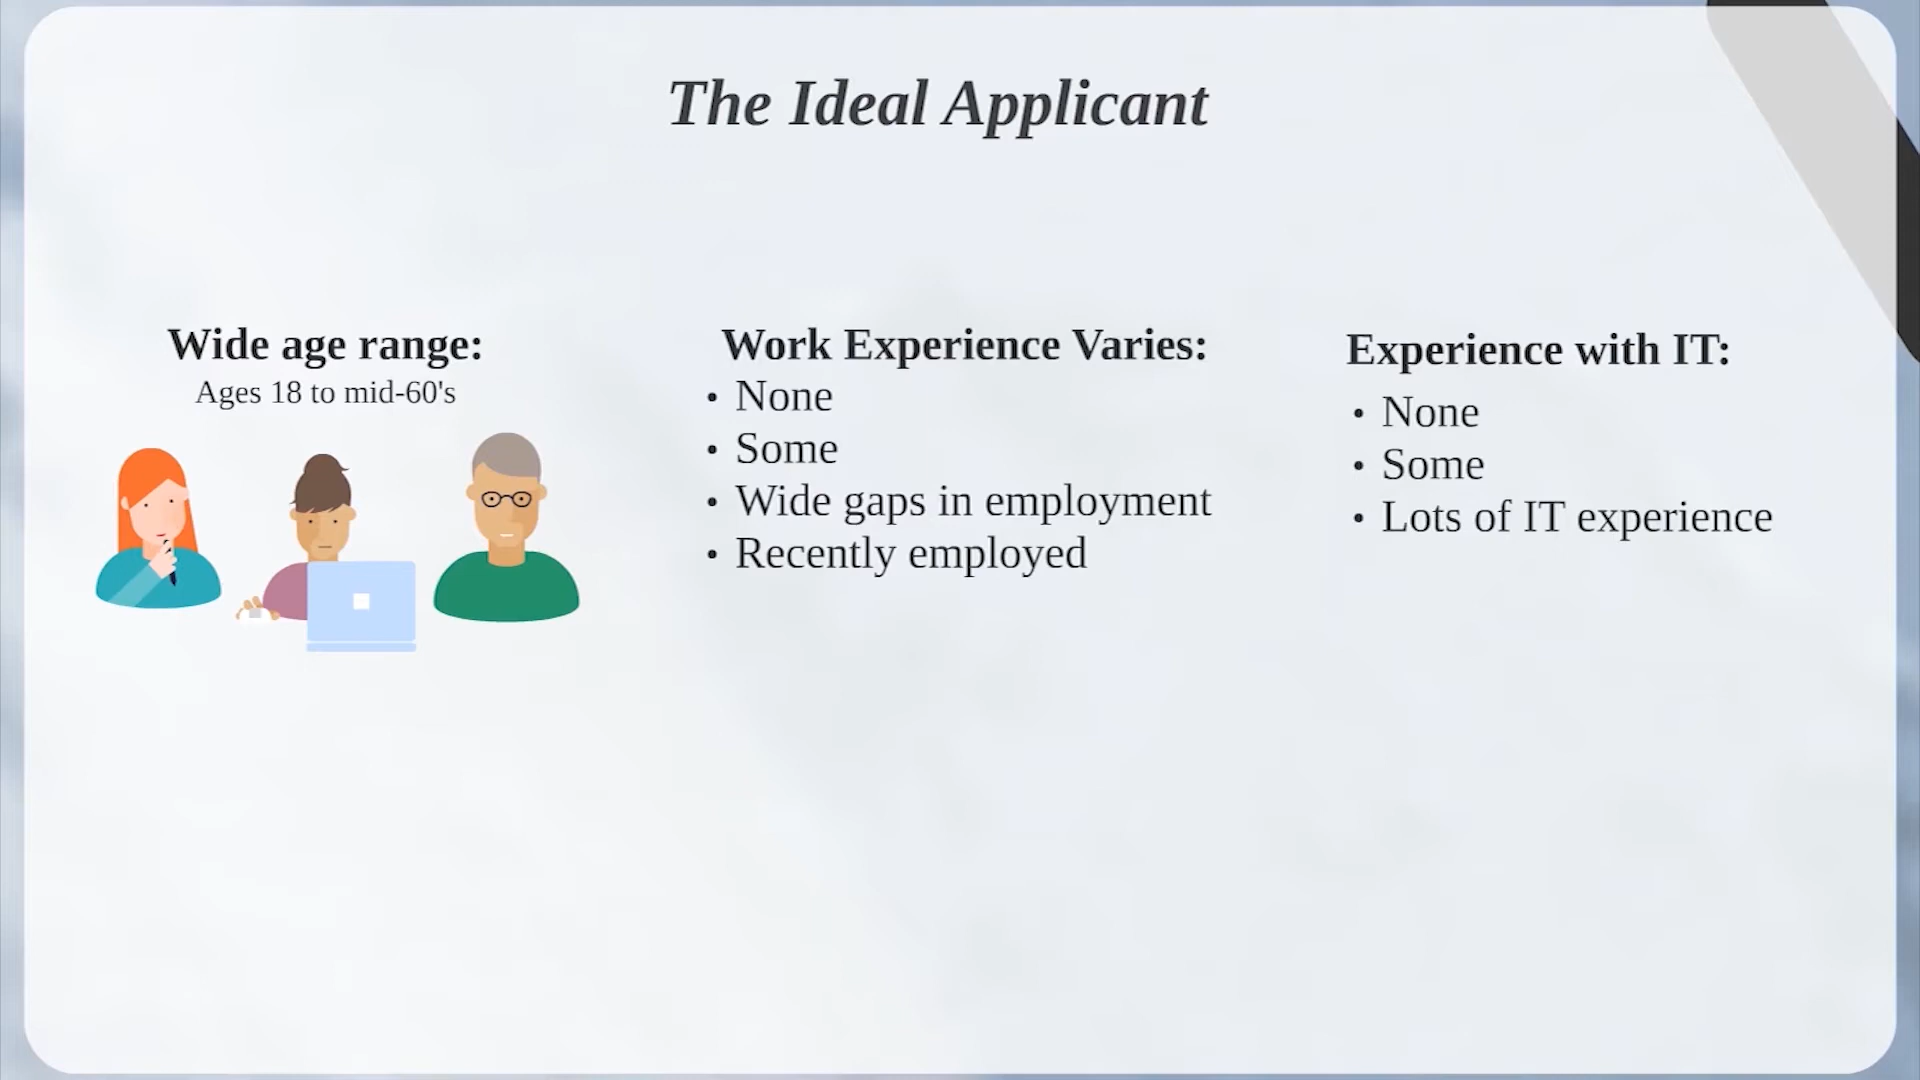 The Ideal Applicant
Wide age range:
Ages 18 to mid-60's
Work Experience Varies:
• None
• Some
• Wide gaps in employment
• Recently employed
Experience with IT:
• None
• Some
• Lots of IT experience